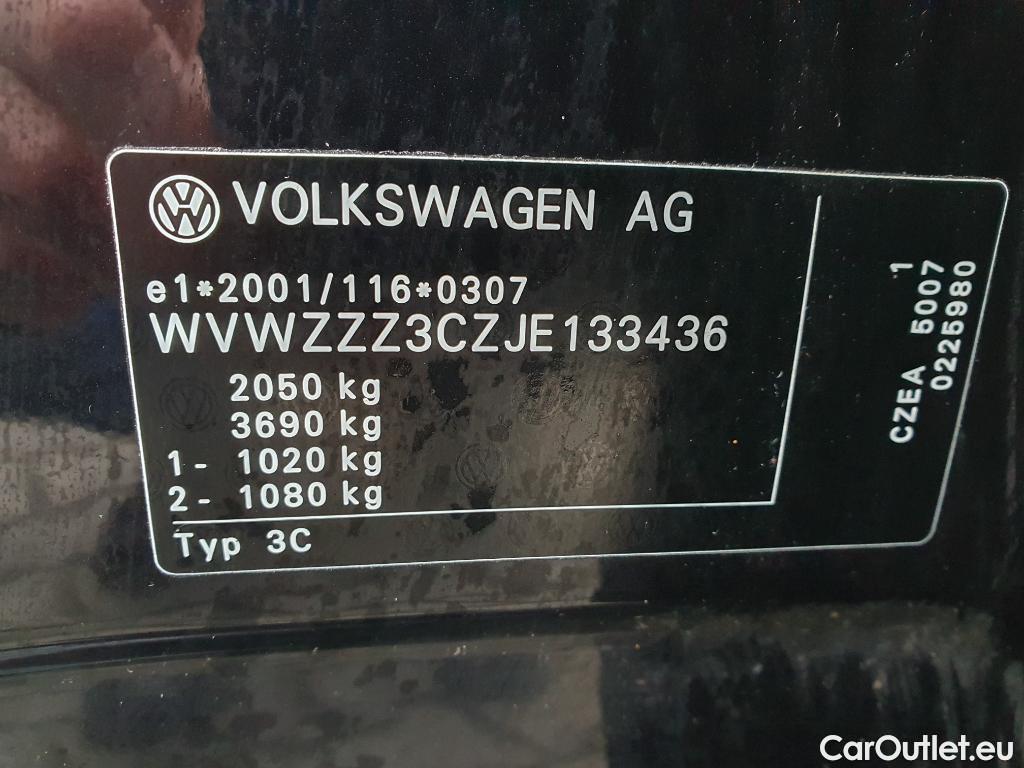 VOLKSWAGEN AG
e1*2001/116*0307
WVWZZZ3CZJE133436
2050 kg
3690 kg
1- 1020 kg
2- 1080 kg
Typ 3C
1
CZEA 5007
0225980
CarOutlet.eu